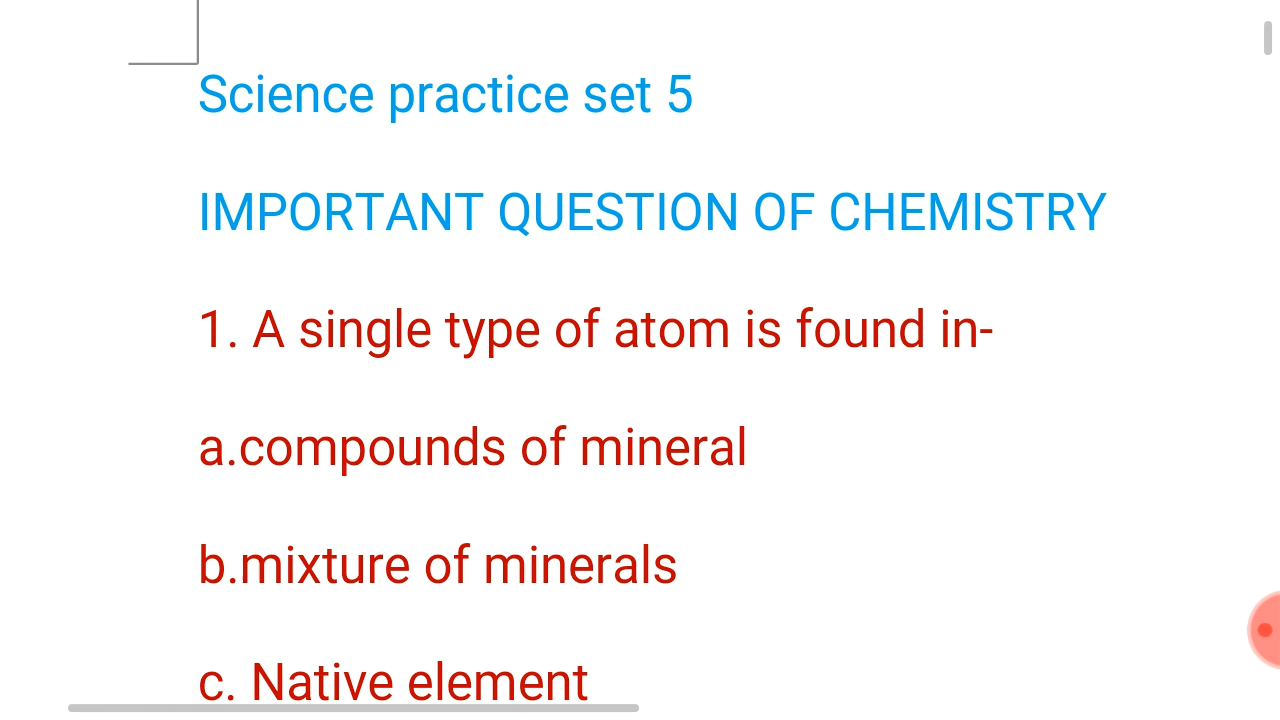 Science practice set 5
IMPORTANT QUESTION OF CHEMISTRY
1. A single type of atom is found in-
a.compounds of mineral
b.mixture of minerals
c. Native element